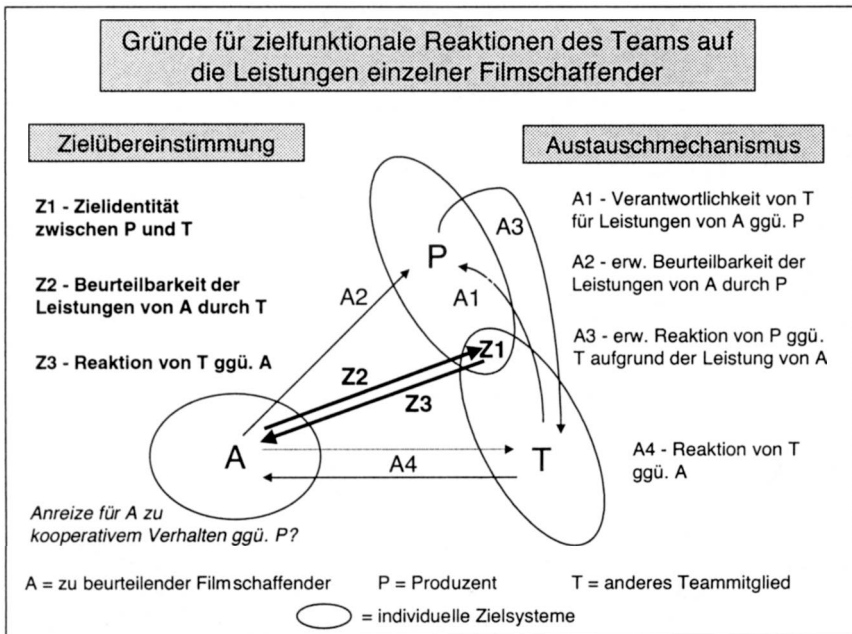 Gründe für zielfunktionale Reaktionen des Teams auf
die Leistungen einzelner Filmschaffender
Zielübereinstimmung
Z1 - Zielidentität
zwischen P und T
Z2 - Beurteilbarkeit der
Leistungen von A durch T
Z3 - Reaktion von T ggü. A
Austauschmechanismus
A1 - Verantwortlichkeit von T
für Leistungen von A ggü. P
A2 - erw. Beurteilbarkeit der
Leistungen von A durch P
A3 - erw. Reaktion von P ggü.
T aufgrund der Leistung von A
A4 - Reaktion von T
ggü. A
A3
P
A2
A1
Z1
Z2
Z3
A
A4
T
Anreize für A zu
kooperativem Verhalten ggü. P?
A = zu beurteilender Filmschaffender P = Produzent T = anderes Teammitglied
= individuelle Zielsysteme